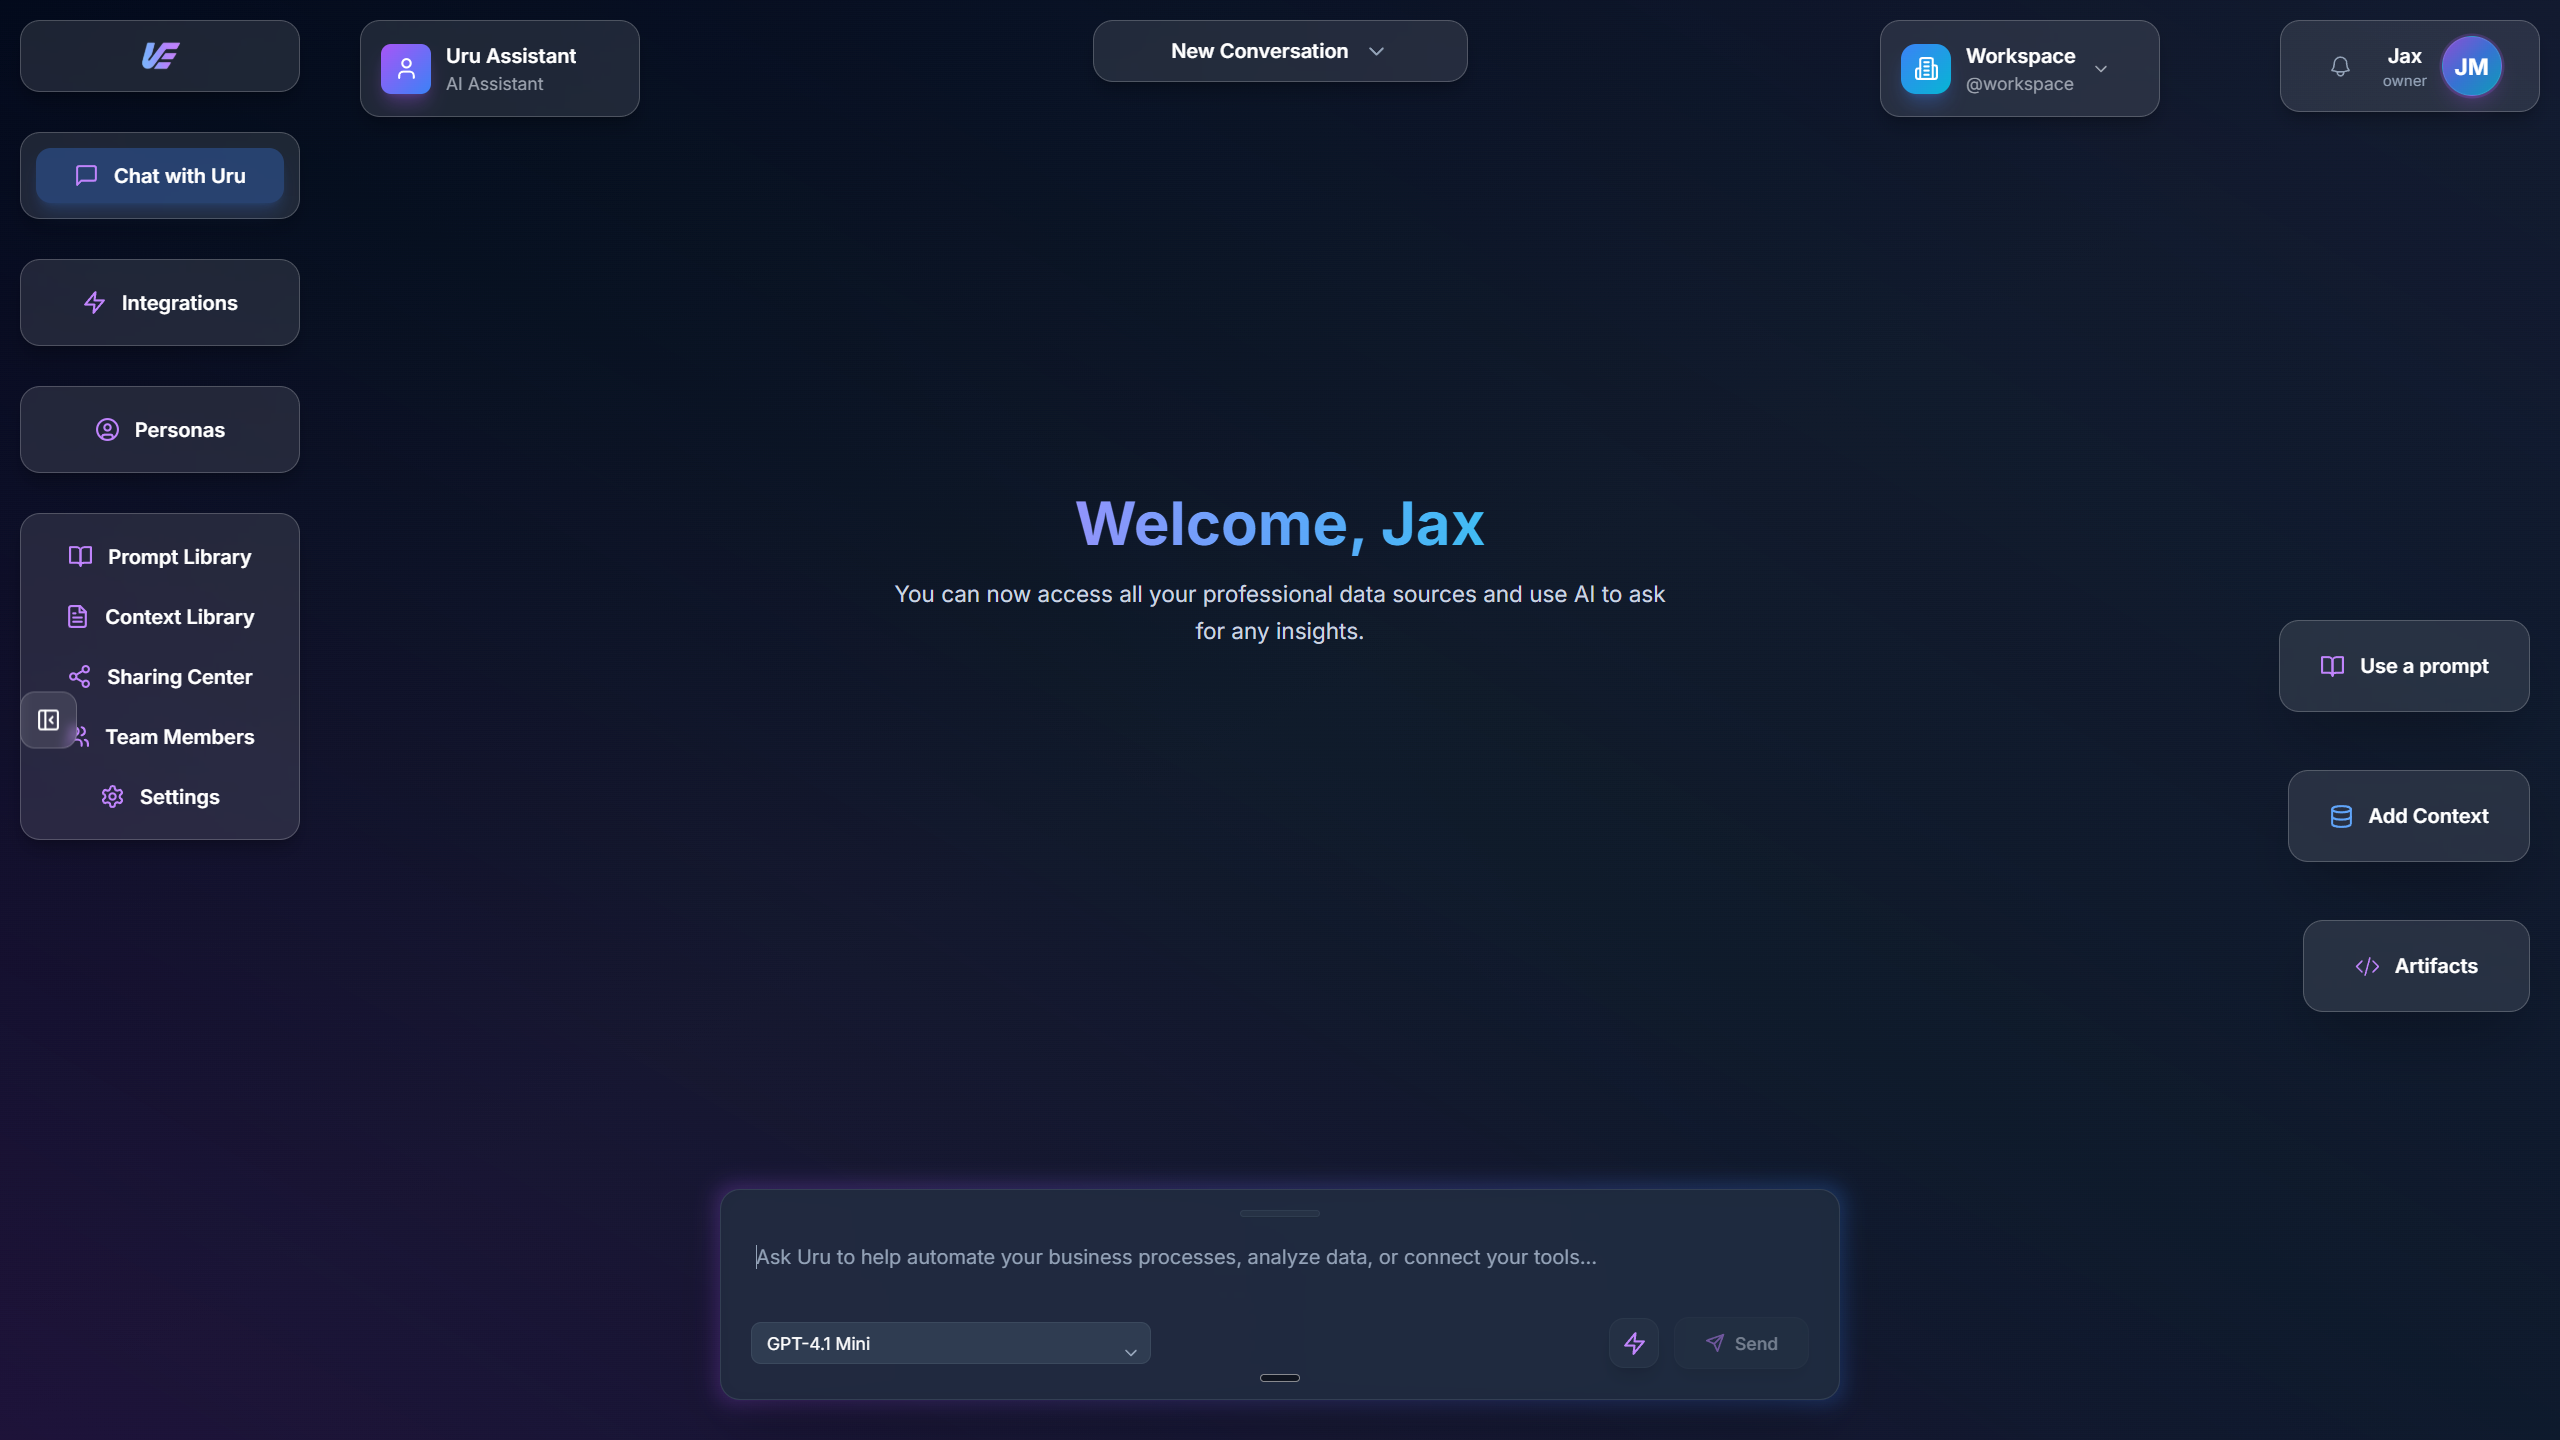 Uru Assistant
AI Assistant
New Conversation
Workspace
@workspace
Jax
owner
JM
Chat with Uru
Integrations
Personas
Prompt Library
Context Library
Sharing Center
Team Members
Settings
Welcome, Jax
You can now access all your professional data sources and use AI to ask
for any insights.
Use a prompt
Add Context
Artifacts
Ask Uru to help automate your business processes, analyze data, or connect your tools...
GPT-4.1 Mini
Send